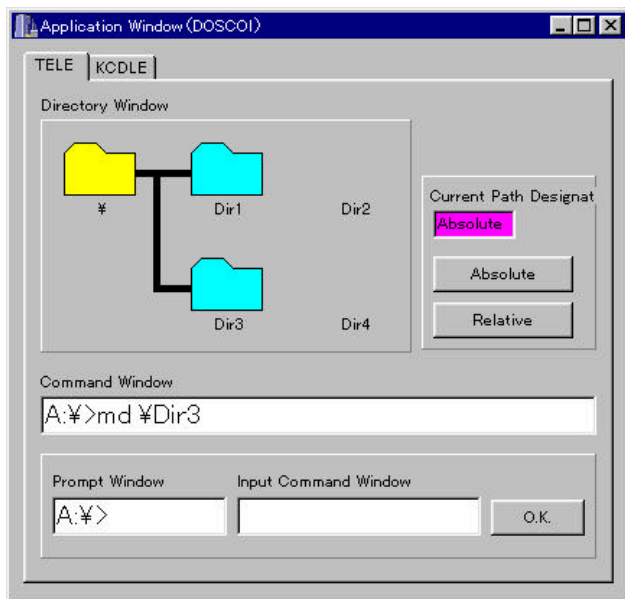 Application Window(DOSCOI)
TELE KCDLE
Directory Window
¥ Dir1 Dir2
Dir3 Dir4
Current Path Designat
Absolute
Absolute
Relative
Command Window
A:¥>md ¥Dir3
Prompt Window Input Command Window
A:¥>
O.K.